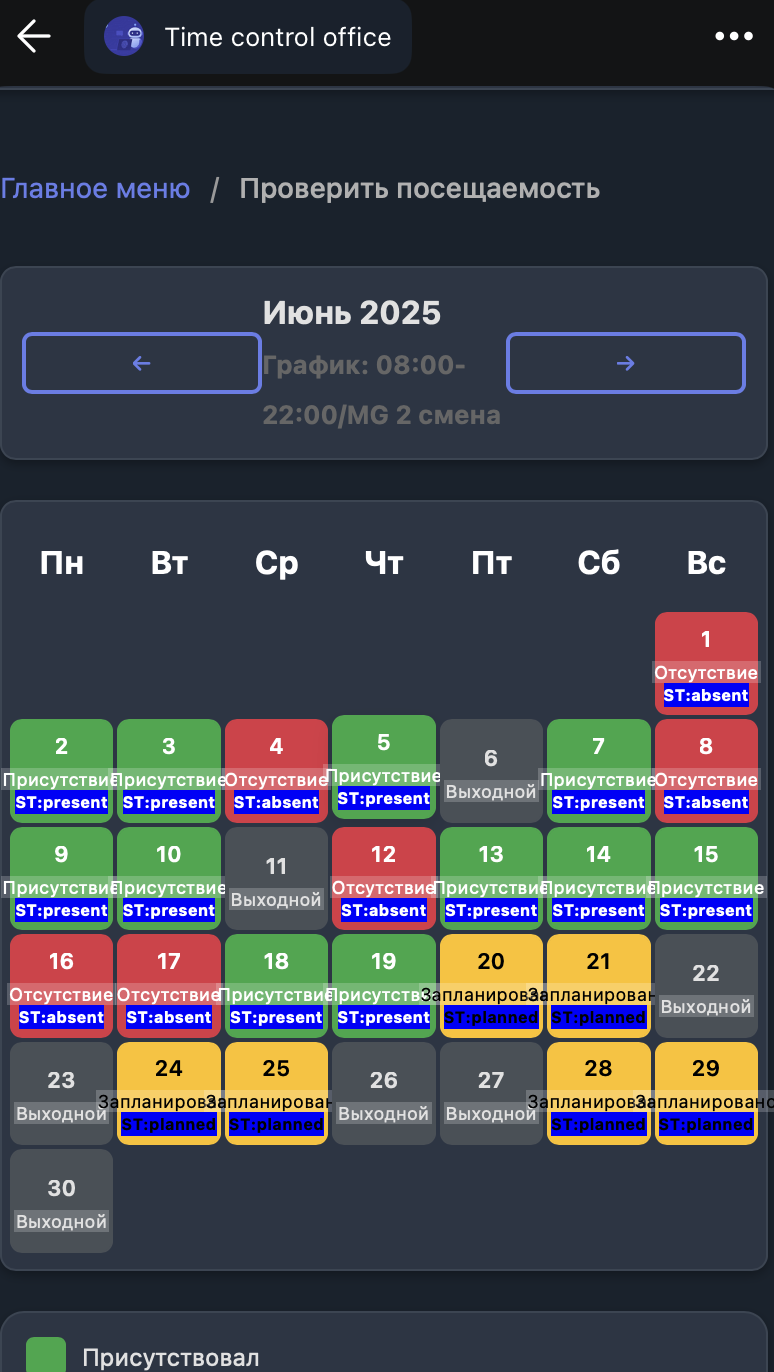 Time control office
Главное меню / Проверить посещаемость
Июнь 2025
График: 08:00-
22:00/MG 2 смена
Пн Вт Ср Чт Пт Сб Вс
1
Отсутствие
ST:absent
2 3 4 5 6 7 8
Присутствие Присутствие Отсутствие Присутствие Выходной Присутствие Отсутствие
ST:present ST:present ST:absent ST:present ST:present ST:absent
9 10 11 12 13 14 15
Присутствие Присутствие Выходной Отсутствие Присутствие Присутствие Присутствие
ST:present ST:present ST:absent ST:present ST:present ST:present
16 17 18 19 20 21 22
Отсутствие Отсутствие Присутствие Присутств Запланирова Запланирован Выходной
ST:absent ST:absent ST:present ST:present ST:planned ST:planned
23 24 25 26 27 28 29
Выходной Запланирова Запланирован Выходной Выходной Запланирова Запланировано
ST:planned ST:planned ST:planned ST:planned
30
Выходной
Присутствовал